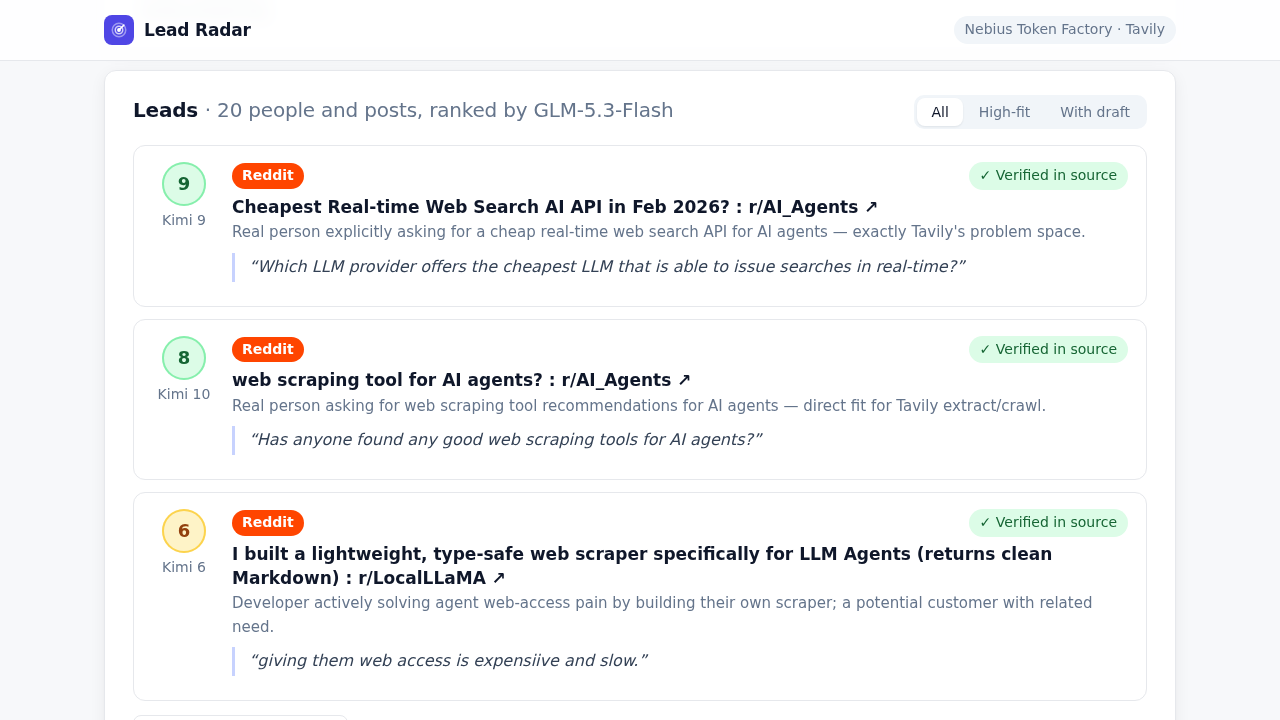 Lead Radar
Nebius Token Factory · Tavily
Leads · 20 people and posts, ranked by GLM-5.3-Flash
All
High-fit
With draft
9
Kimi 9
Reddit
✓ Verified in source
Cheapest Real-time Web Search AI API in Feb 2026? : r/AI_Agents ↗
Real person explicitly asking for a cheap real-time web search API for AI agents — exactly Tavily's problem space.
“Which LLM provider offers the cheapest LLM that is able to issue searches in real-time?”
8
Kimi 10
Reddit
✓ Verified in source
web scraping tool for AI agents? : r/AI_Agents ↗
Real person asking for web scraping tool recommendations for AI agents — direct fit for Tavily extract/crawl.
“Has anyone found any good web scraping tools for AI agents?”
6
Kimi 6
Reddit
✓ Verified in source
I built a lightweight, type-safe web scraper specifically for LLM Agents (returns clean
Markdown) : r/LocalLLaMA ↗
Developer actively solving agent web-access pain by building their own scraper; a potential customer with related
need.
“giving them web access is expensiive and slow.”